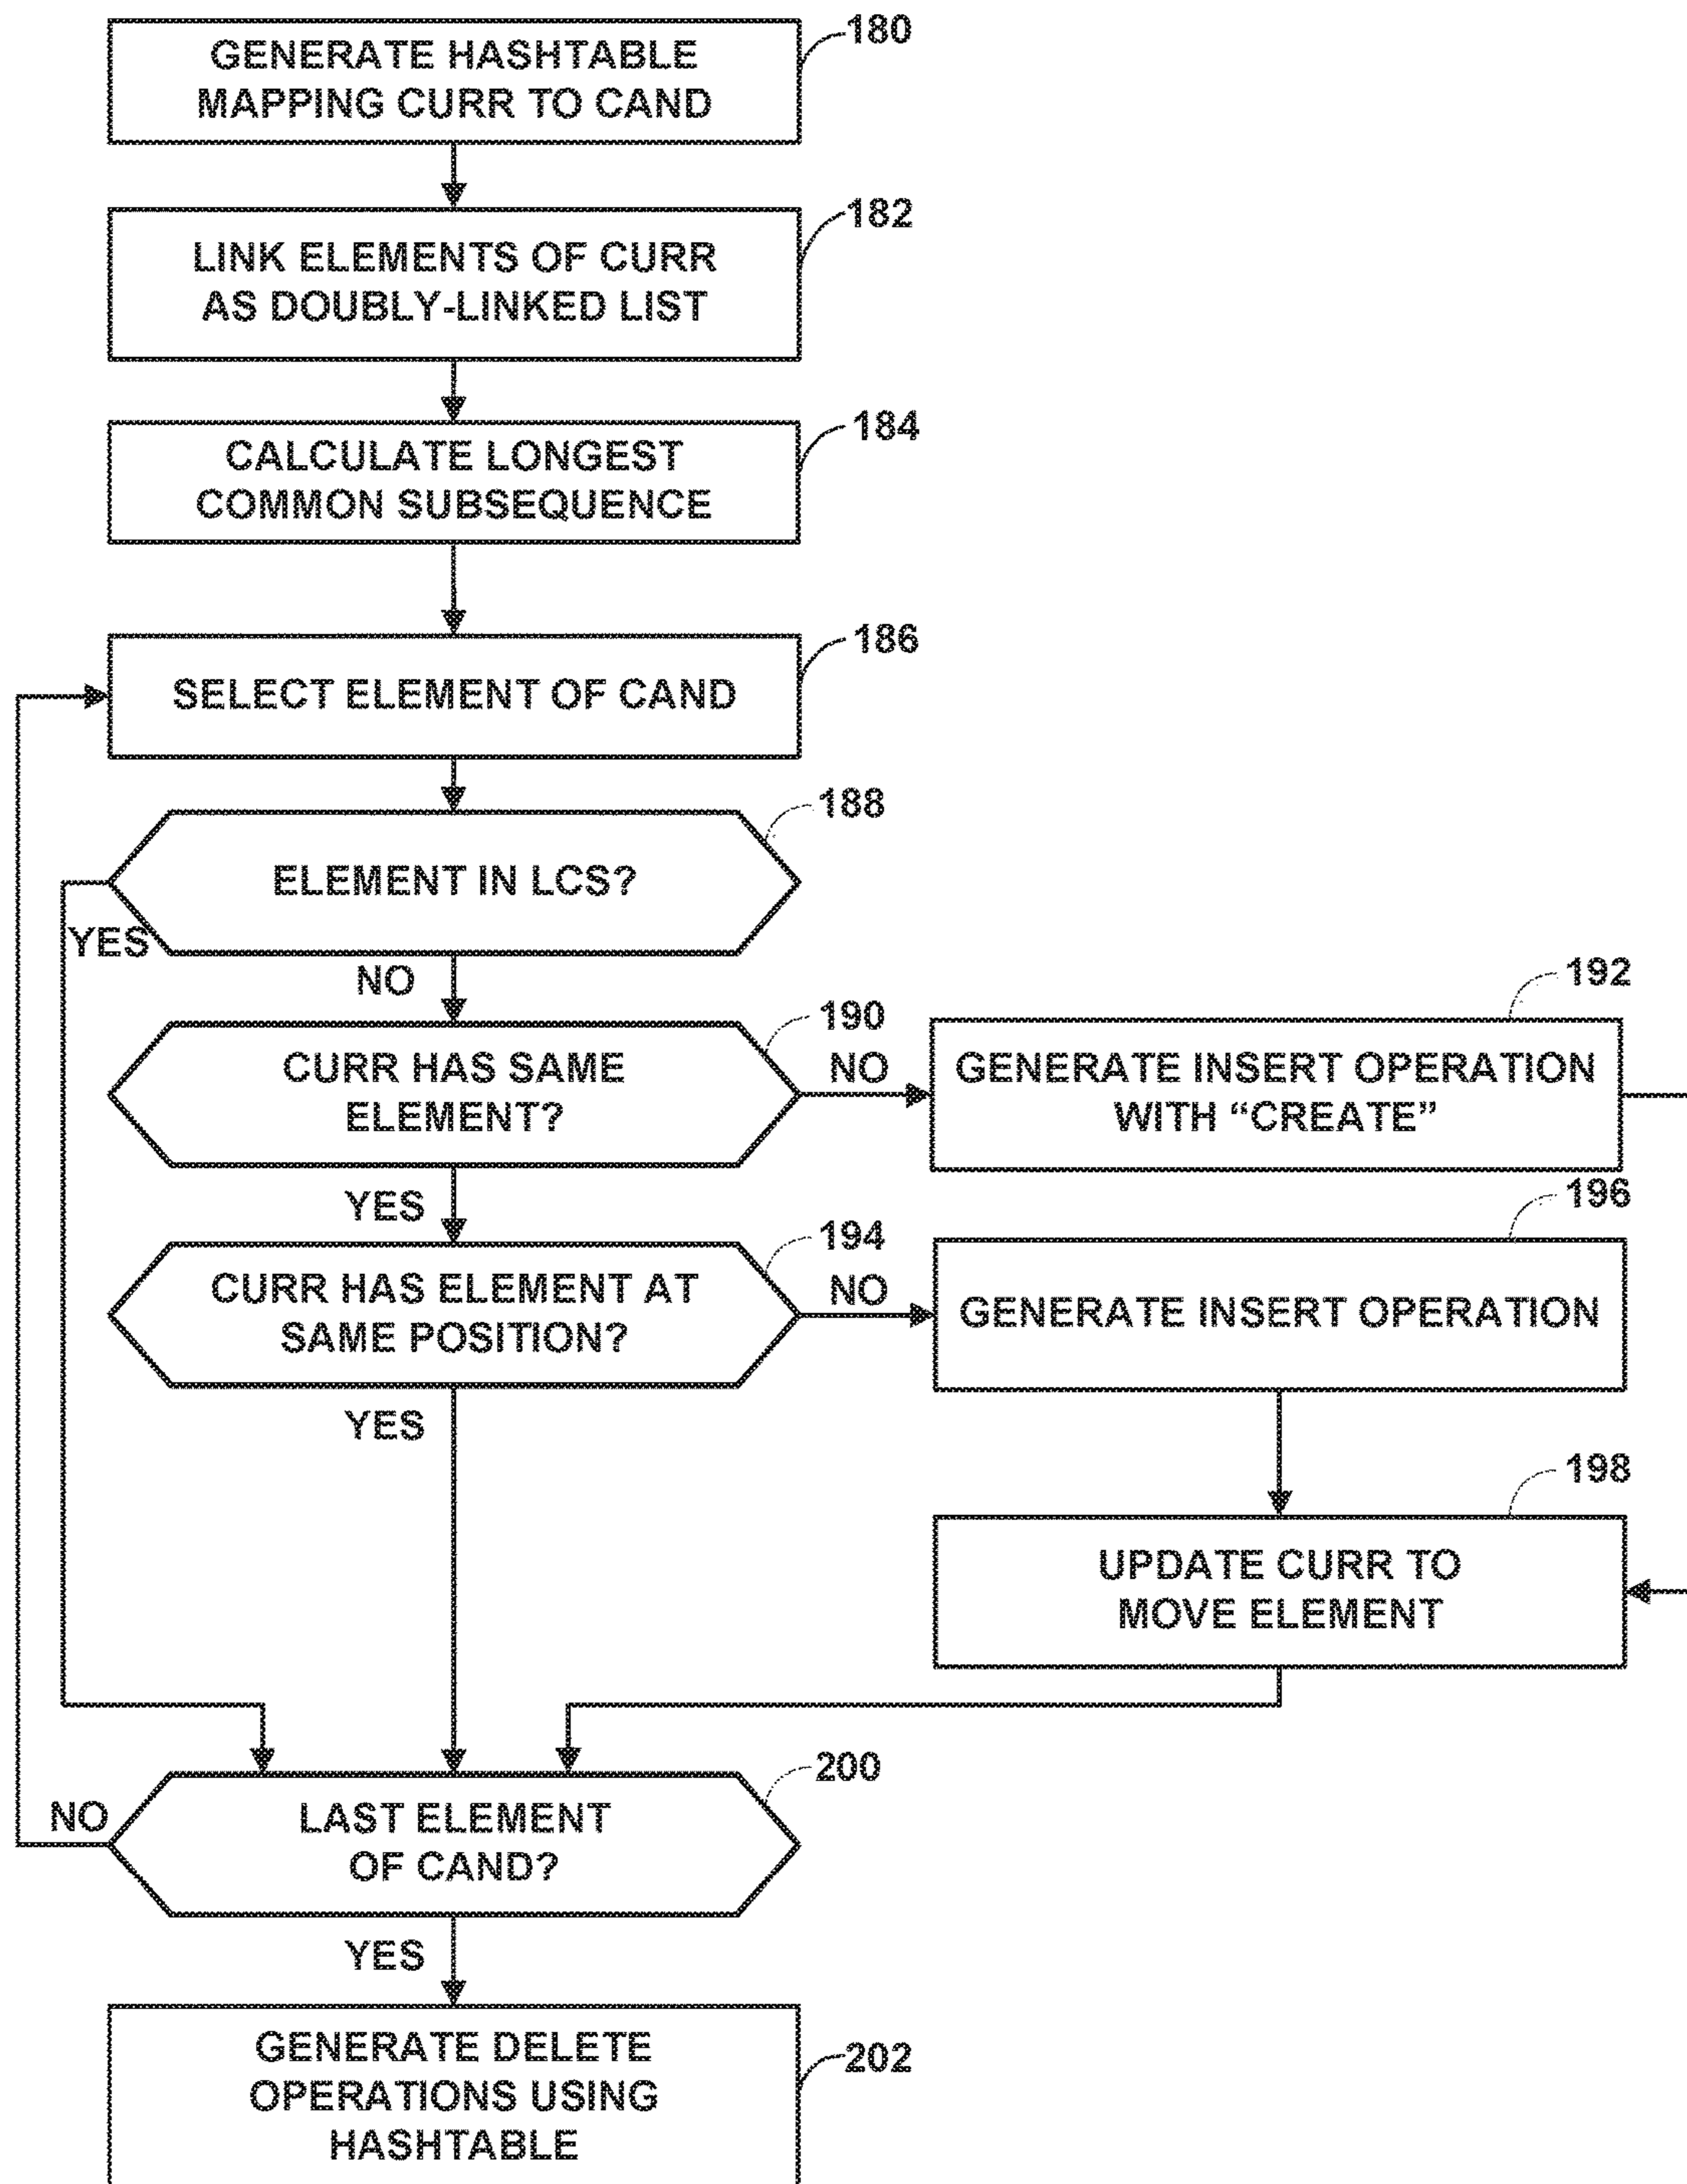 180
GENERATE HASHTABLE
MAPPING CURR TO CAND
182
LINK ELEMENTS OF CURR
AS DOUBLY-LINKED LIST
184
CALCULATE LONGEST
COMMON SUBSEQUENCE
186
SELECT ELEMENT OF CAND
188
ELEMENT IN LCS?
YES
NO
190
CURR HAS SAME
ELEMENT?
NO
192
GENERATE INSERT OPERATION
WITH “CREATE”
YES
194
CURR HAS ELEMENT AT
SAME POSITION?
NO
196
GENERATE INSERT OPERATION
YES
198
UPDATE CURR TO
MOVE ELEMENT
200
LAST ELEMENT
OF CAND?
NO
YES
202
GENERATE DELETE
OPERATIONS USING
HASHTABLE